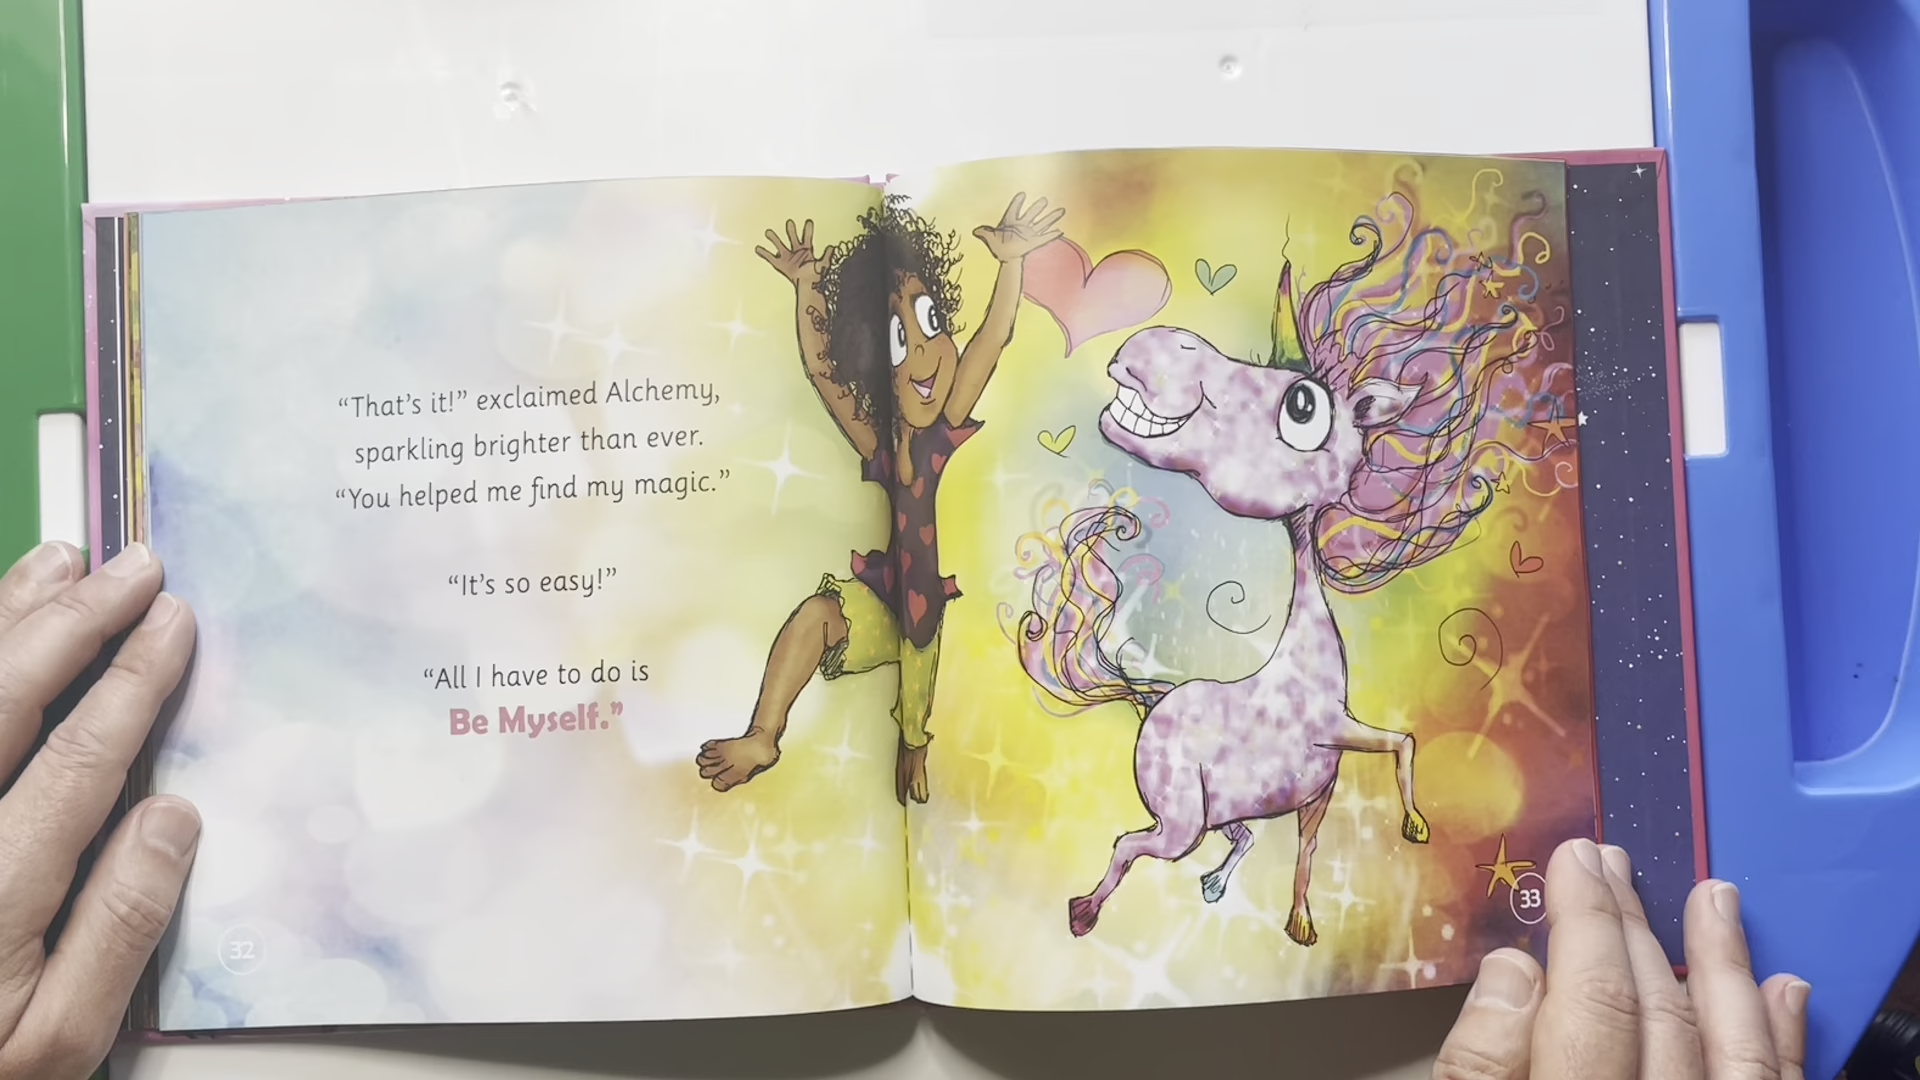 “That’s it!” exclaimed Alchemy,
sparkling brighter than ever.
“You helped me find my magic.”
“It’s so easy!”
“All I have to do is
Be Myself.”
32
33